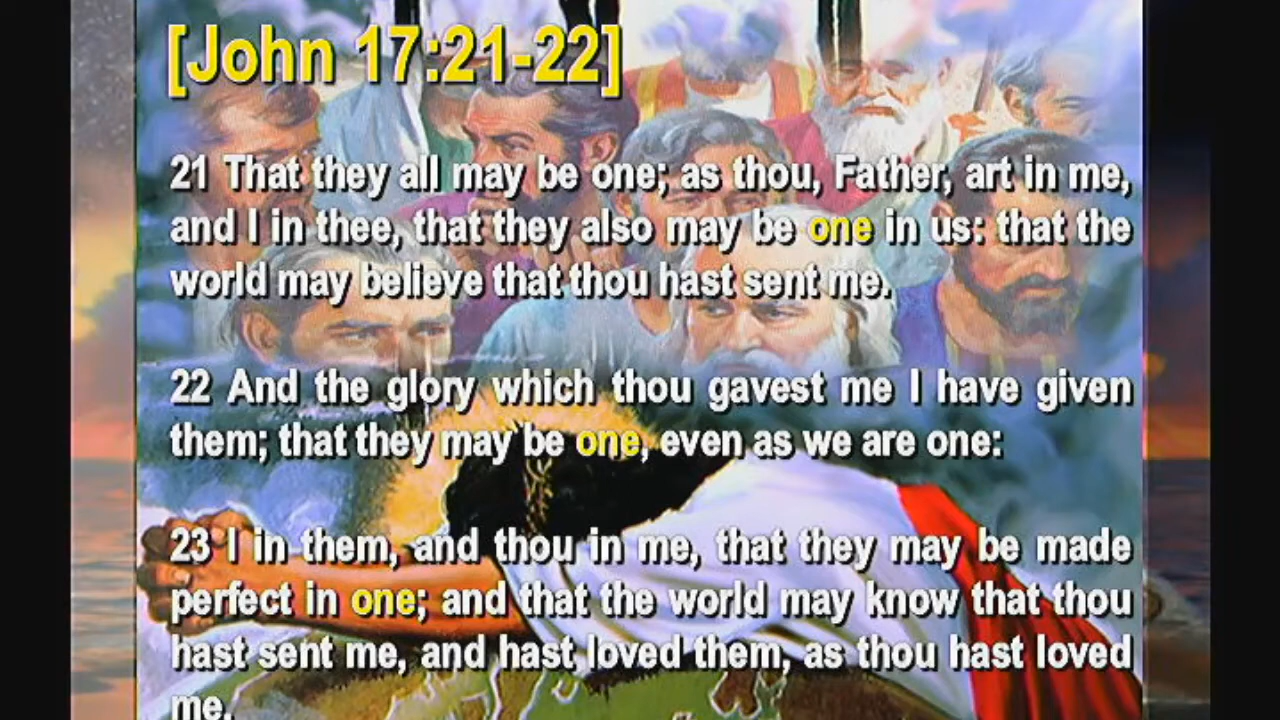 [John 17:21-22]
21 That they all may be one; as thou, Father, art in me,
and I in thee, that they also may be one in us: that the
world may believe that thou hast sent me.
22 And the glory which thou gavest me I have given
them; that they may be one, even as we are one:
23 I in them, and thou in me, that they may be made
perfect in one; and that the world may know that thou
hast sent me, and hast loved them, as thou hast loved
me.